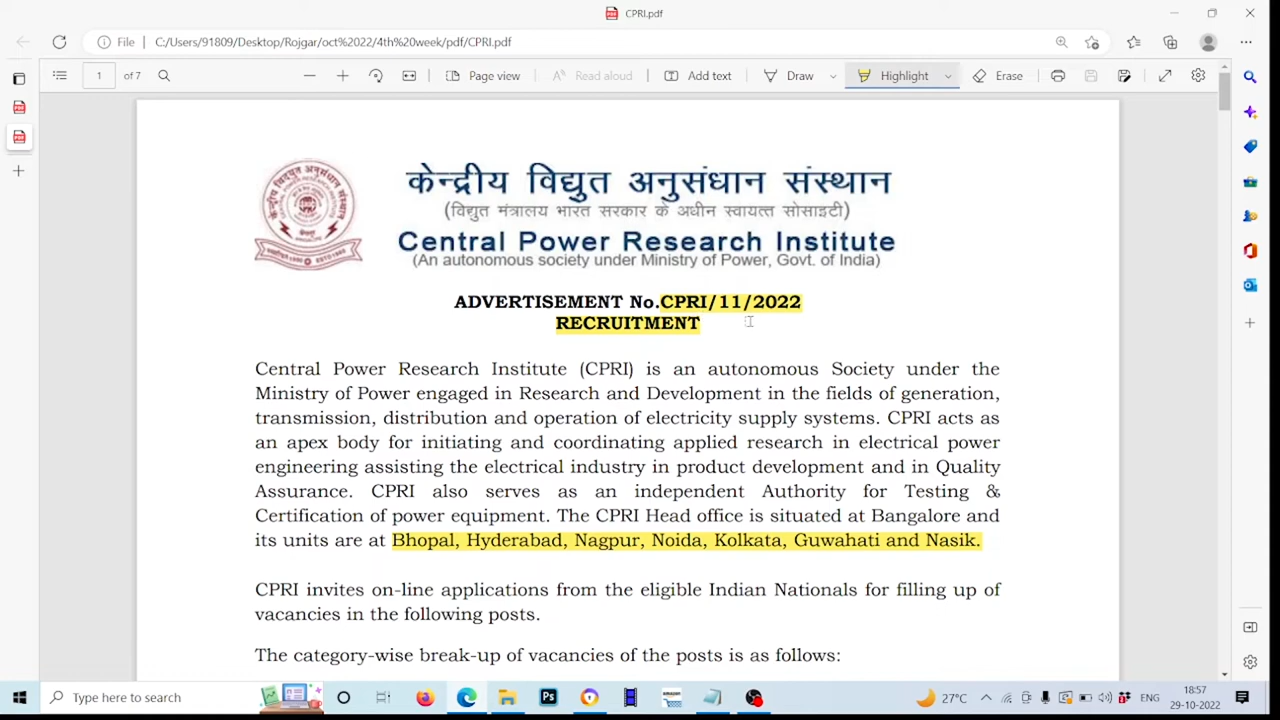 CPRI.pdf
File C:/Users/91809/Desktop/Rojgar/oct%2022/4th%20week/pdf/CPRI.pdf
1 of 7 Page view Read aloud Add text Draw Highlight Erase
केन्द्रीय विद्युत अनुसंधान संस्थान
(विद्युत मंत्रालय भारत सरकार के अधीन स्वायत्त सोसाइटी)
Central Power Research Institute
(An autonomous society under Ministry of Power, Govt. of India)
ADVERTISEMENT No.CPRI/11/2022
RECRUITMENT
Central Power Research Institute (CPRI) is an autonomous Society under the
Ministry of Power engaged in Research and Development in the fields of generation,
transmission, distribution and operation of electricity supply systems. CPRI acts as
an apex body for initiating and coordinating applied research in electrical power
engineering assisting the electrical industry in product development and in Quality
Assurance. CPRI also serves as an independent Authority for Testing &
Certification of power equipment. The CPRI Head office is situated at Bangalore and
its units are at Bhopal, Hyderabad, Nagpur, Noida, Kolkata, Guwahati and Nasik.
CPRI invites on-line applications from the eligible Indian Nationals for filling up of
vacancies in the following posts.
The category-wise break-up of vacancies of the posts is as follows:
Type here to search
27°C
ENG
18:57
29-10-2022